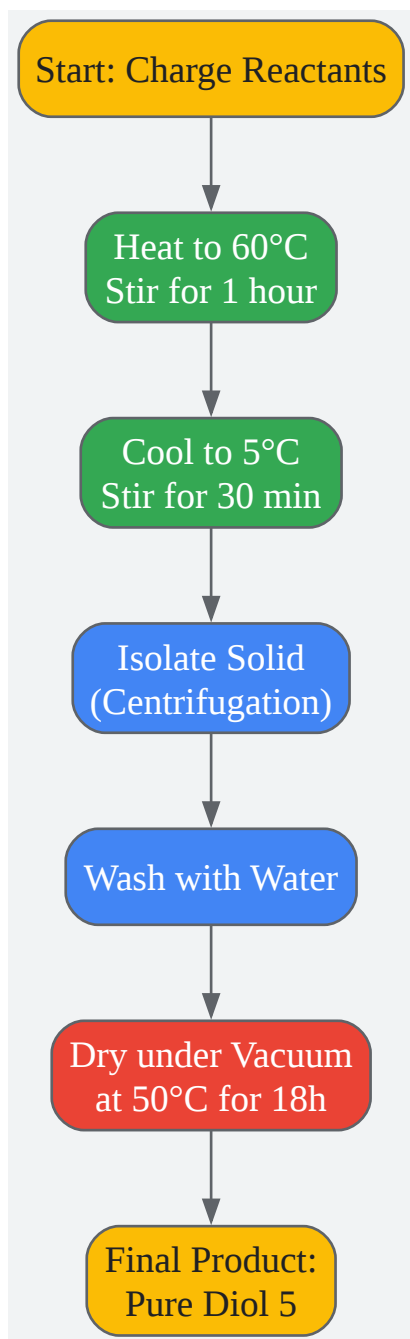 Start: Charge Reactants
Heat to 60°C
Stir for 1 hour
Cool to 5°C
Stir for 30 min
Isolate Solid
(Centrifugation)
Wash with Water
Dry under Vacuum
at 50°C for 18h
Final Product:
Pure Diol 5